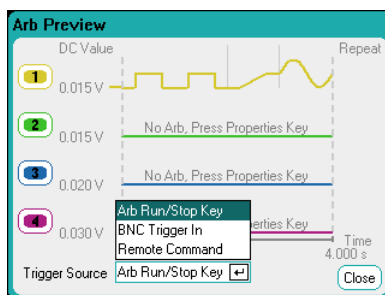 Arb Preview
DC Value
Repeat
1
0.015 V
2
0.015 V
No Arb, Press Properties Key
3
0.020 V
No Arb, Press Properties Key
4
0.030 V
erties Key
Arb Run/Stop Key
BNC Trigger In
Remote Command
Time
4.000 s
Trigger Source
Arb Run/Stop Key
Close